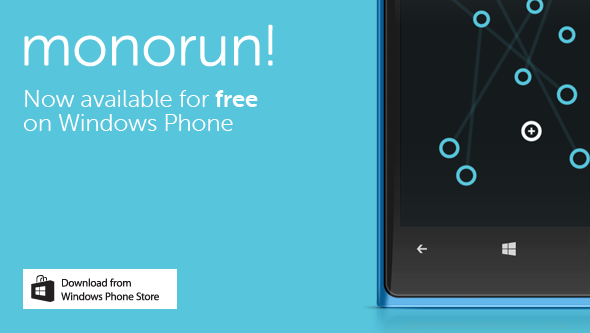 monorun!
Now available for free
on Windows Phone
Download from
Windows Phone Store